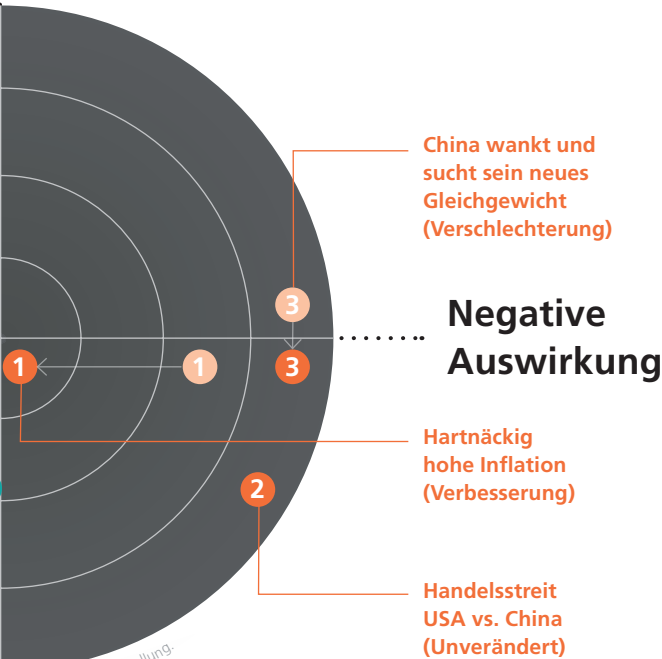 China wankt und
sucht sein neues
Gleichgewicht
(Verschlechterung)
3
Negative
Auswirkung
1
1
3
Hartnäckig
hohe Inflation
(Verbesserung)
2
Handelsstreit
USA vs. China
(Unverändert)